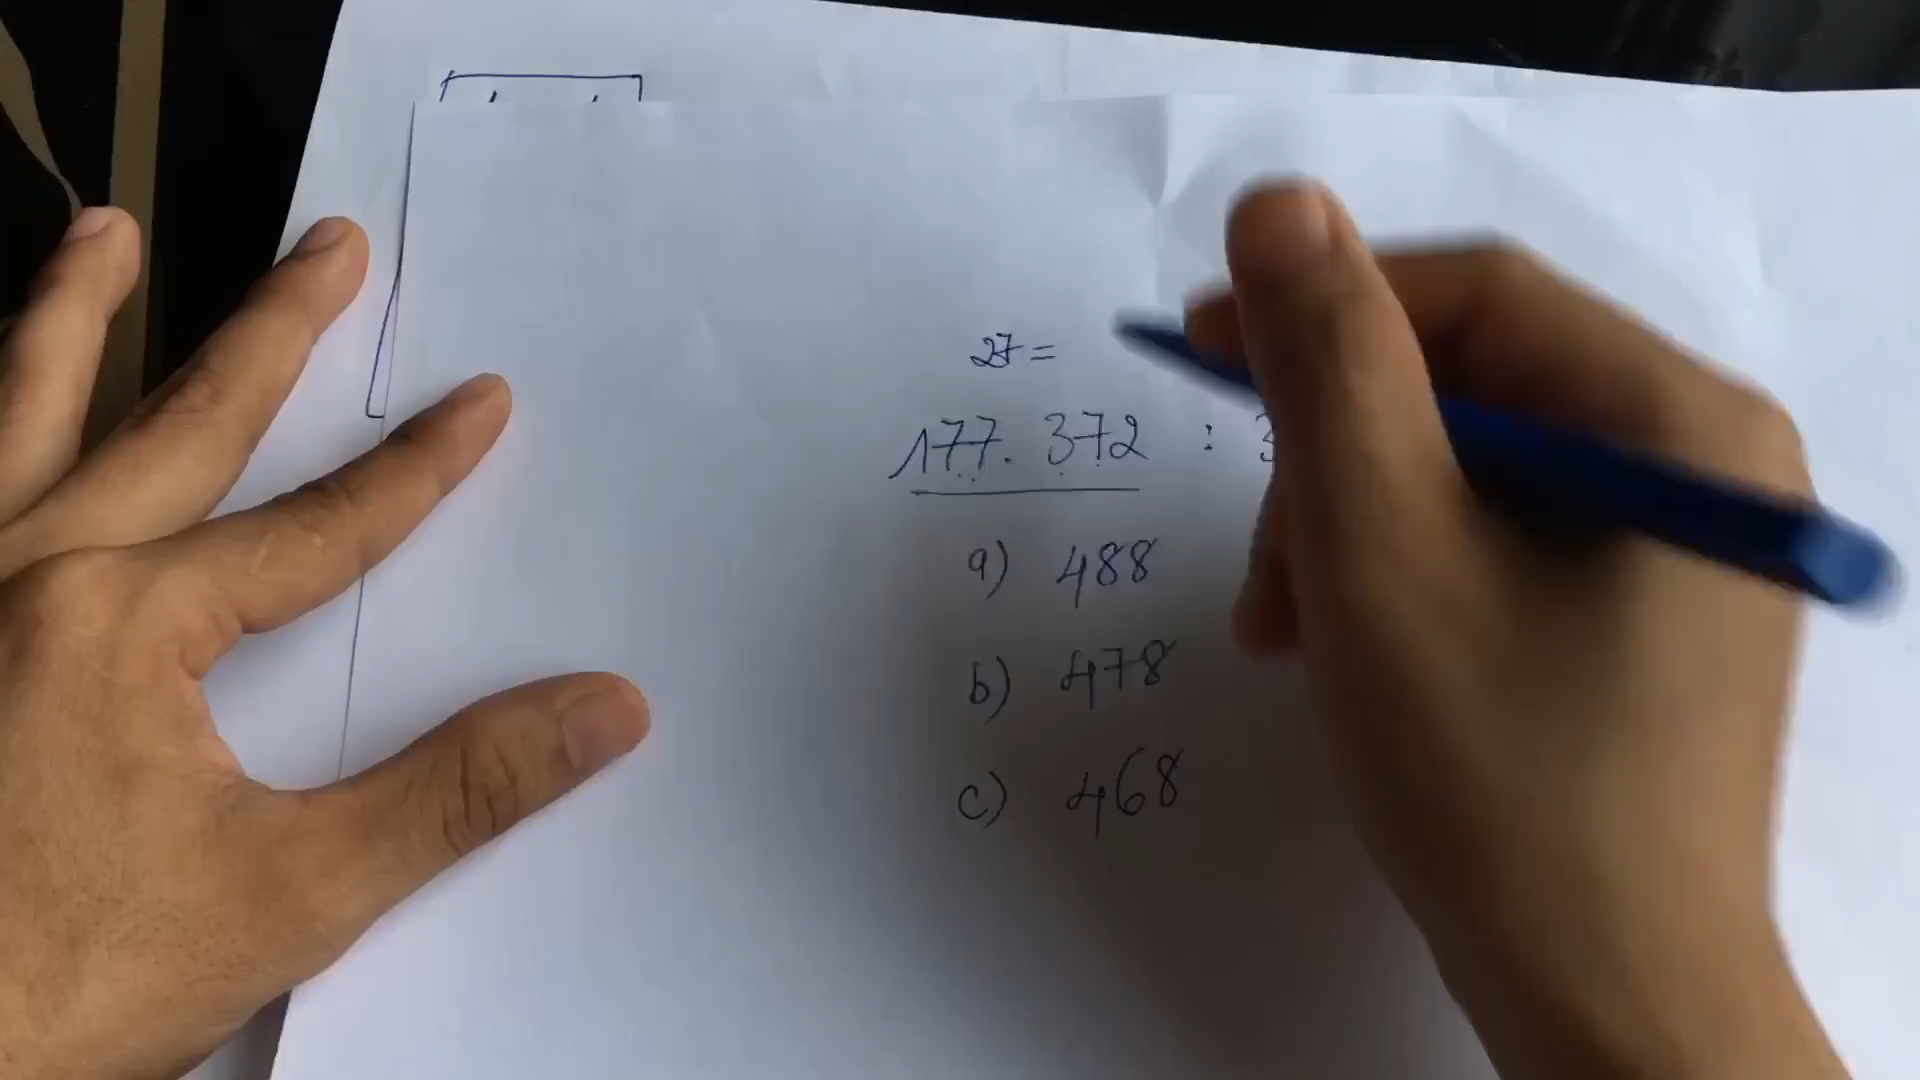 27 =
177.372 : 3
a) 488
b) 478
c) 468